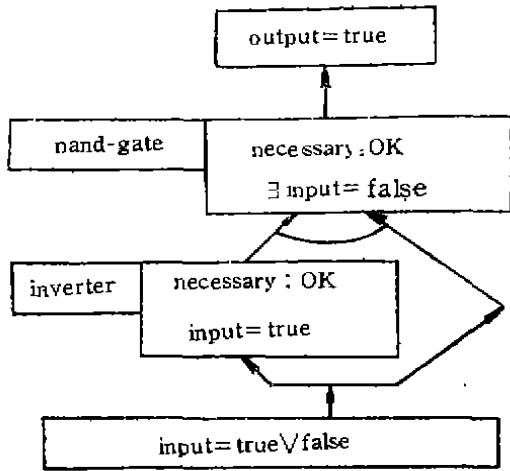 output=true
nand-gate
necessary:OK
∃ input=false
inverter
necessary:OK
input=true
input=true∨false